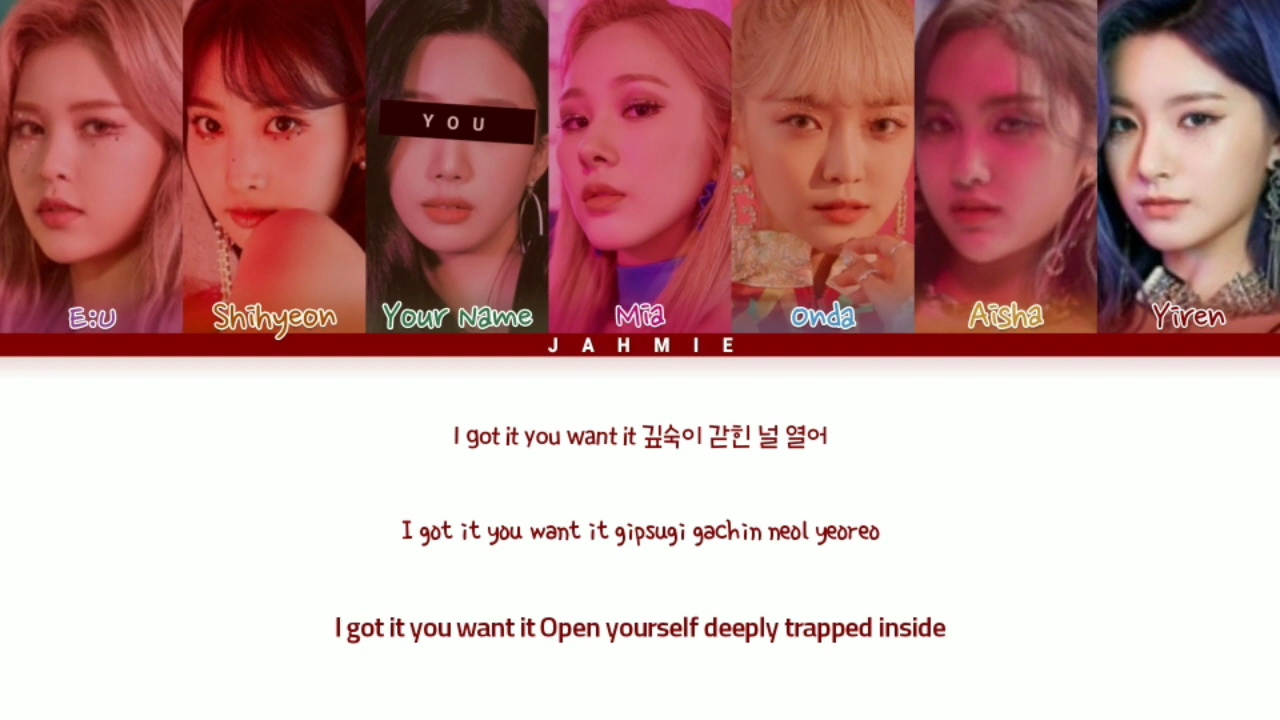 YOU
E:U
Shihyeon
Your Name
Mia
Onda
Aisha
Yiren
JAHMIE
I got it you want it 깊숙이 갇힌 널 열어
I got it you want it gipsugi gachin neol yeoreo
I got it you want it Open yourself deeply trapped inside